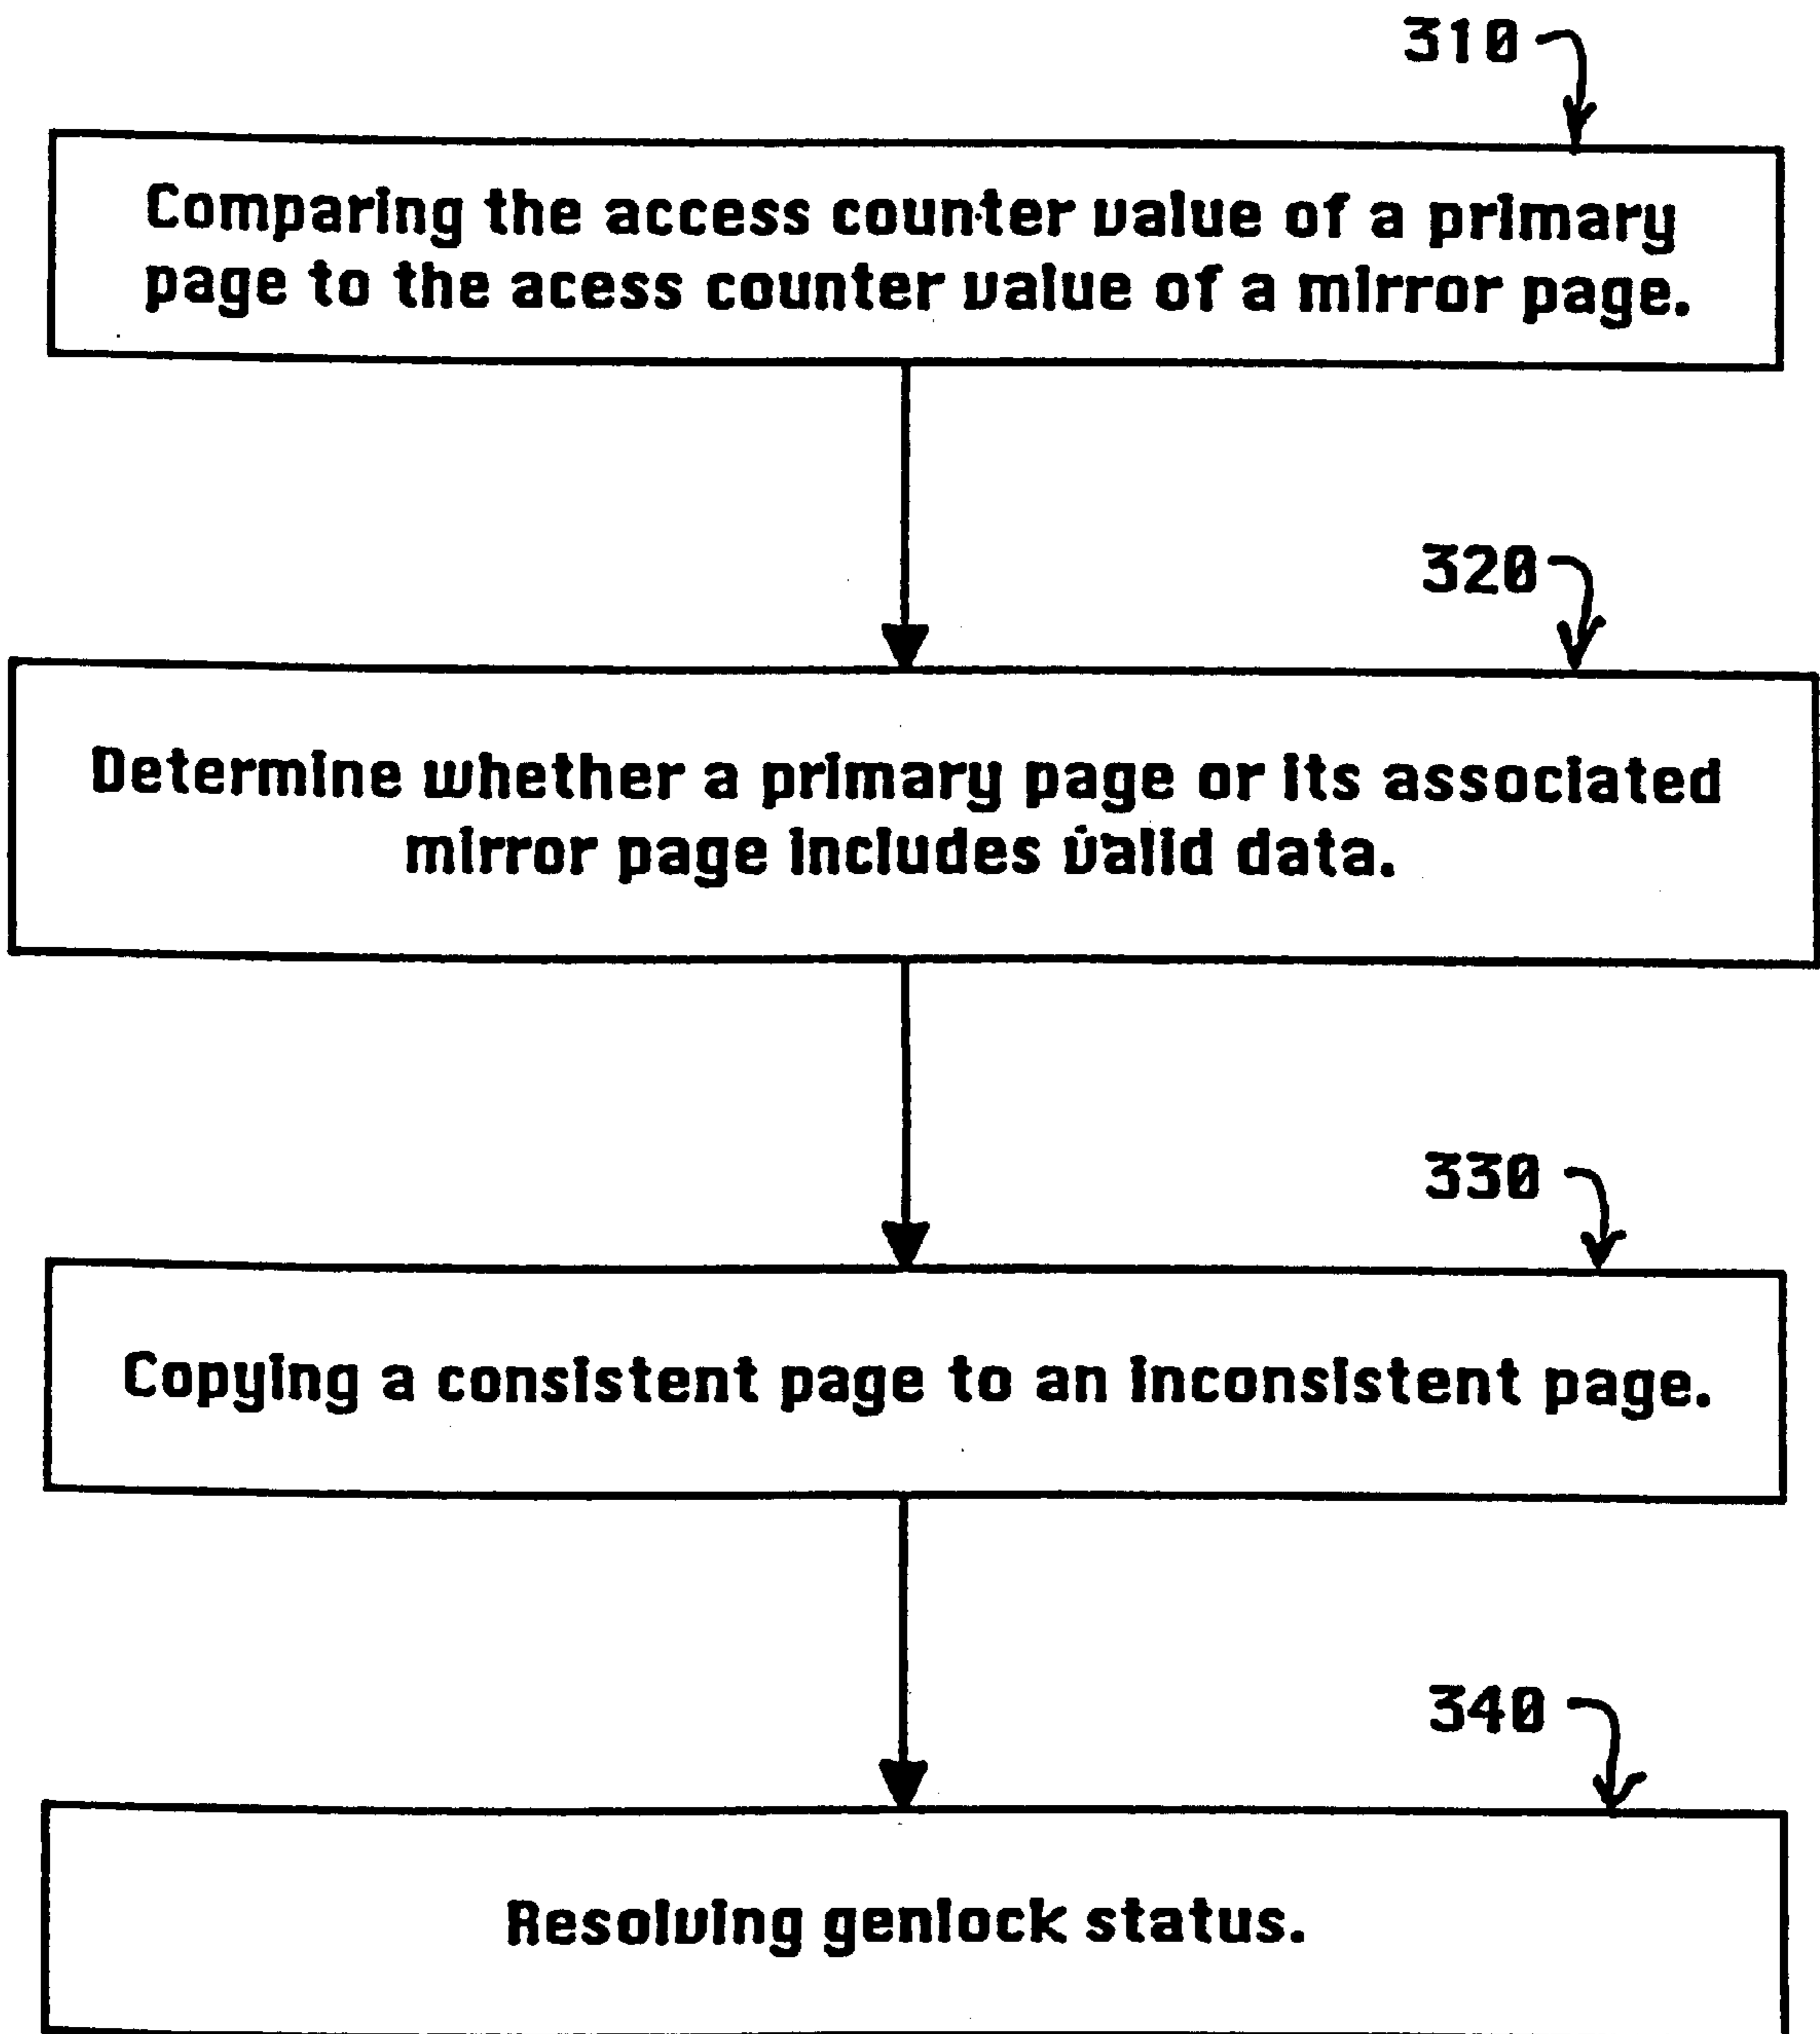 310
Comparing the access counter value of a primary
page to the acess counter value of a mirror page.
320
Determine whether a primary page or its associated
mirror page includes valid data.
330
Copying a consistent page to an inconsistent page.
340
Resolving genlock status.